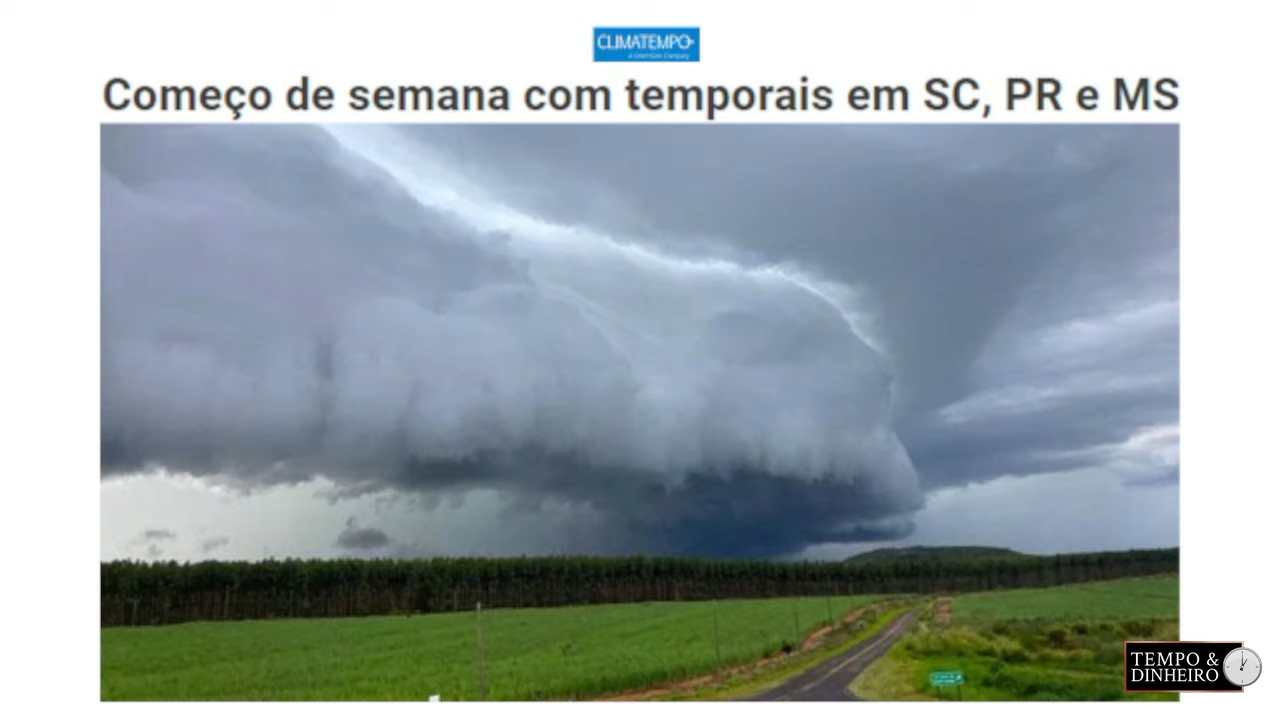 CLIMATEMPO
Começo de semana com temporais em SC, PR e MS
TEMPO &
DINHEIRO